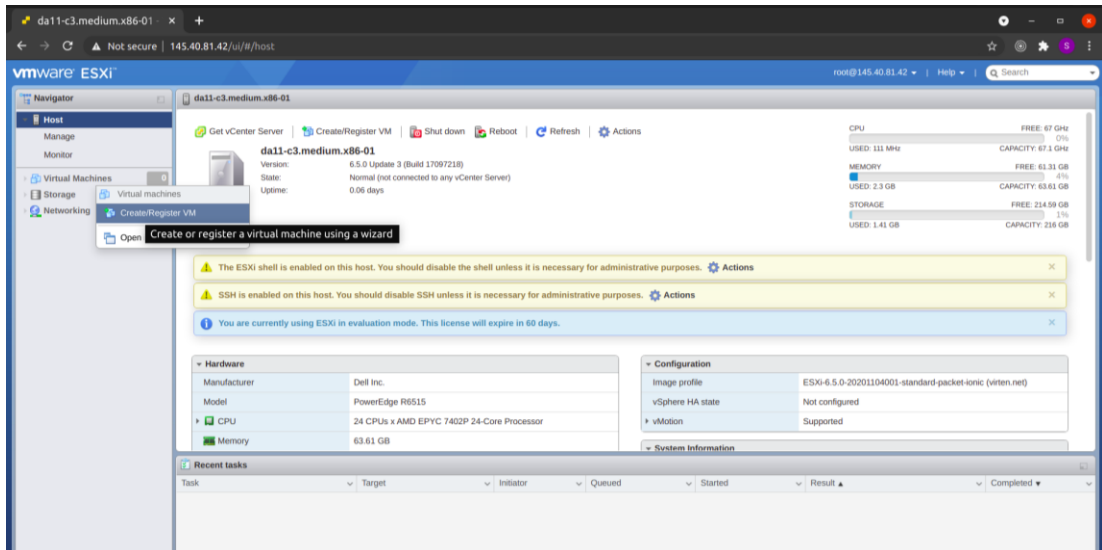 da11-c3.medium.x86-01 - × +
Not secure | 145.40.81.42/ui/#/host
vmware ESXi™
root@145.40.81.42 | Help | Search
Navigator
da11-c3.medium.x86-01
Host
Manage
Monitor
Virtual Machines 0
Storage
Networking
Virtual machines
Create/Register VM
Open
Create or register a virtual machine using a wizard
Get vCenter Server | Create/Register VM | Shut down Reboot | Refresh | Actions
da11-c3.medium.x86-01
Version: 6.5.0 Update 3 (Build 17097218)
State: Normal (not connected to any vCenter Server)
Uptime: 0.06 days
CPU FREE: 67 GHz
0%
USED: 111 MHz CAPACITY: 67.1 GHz
MEMORY FREE: 61.31 GB
4%
USED: 2.3 GB CAPACITY: 63.61 GB
STORAGE FREE: 214.59 GB
1%
USED: 1.41 GB CAPACITY: 216 GB
The ESXi shell is enabled on this host. You should disable the shell unless it is necessary for administrative purposes. Actions
SSH is enabled on this host. You should disable SSH unless it is necessary for administrative purposes. Actions
You are currently using ESXi in evaluation mode. This license will expire in 60 days.
Hardware
Manufacturer Dell Inc.
Model PowerEdge R6515
CPU 24 CPUs x AMD EPYC 7402P 24-Core Processor
Memory 63.61 GB
Configuration
Image profile ESXi-6.5.0-20201104001-standard-packet-ionic (virten.net)
vSphere HA state Not configured
vMotion Supported
System Information
Recent tasks
Task Target Initiator Queued Started Result Completed